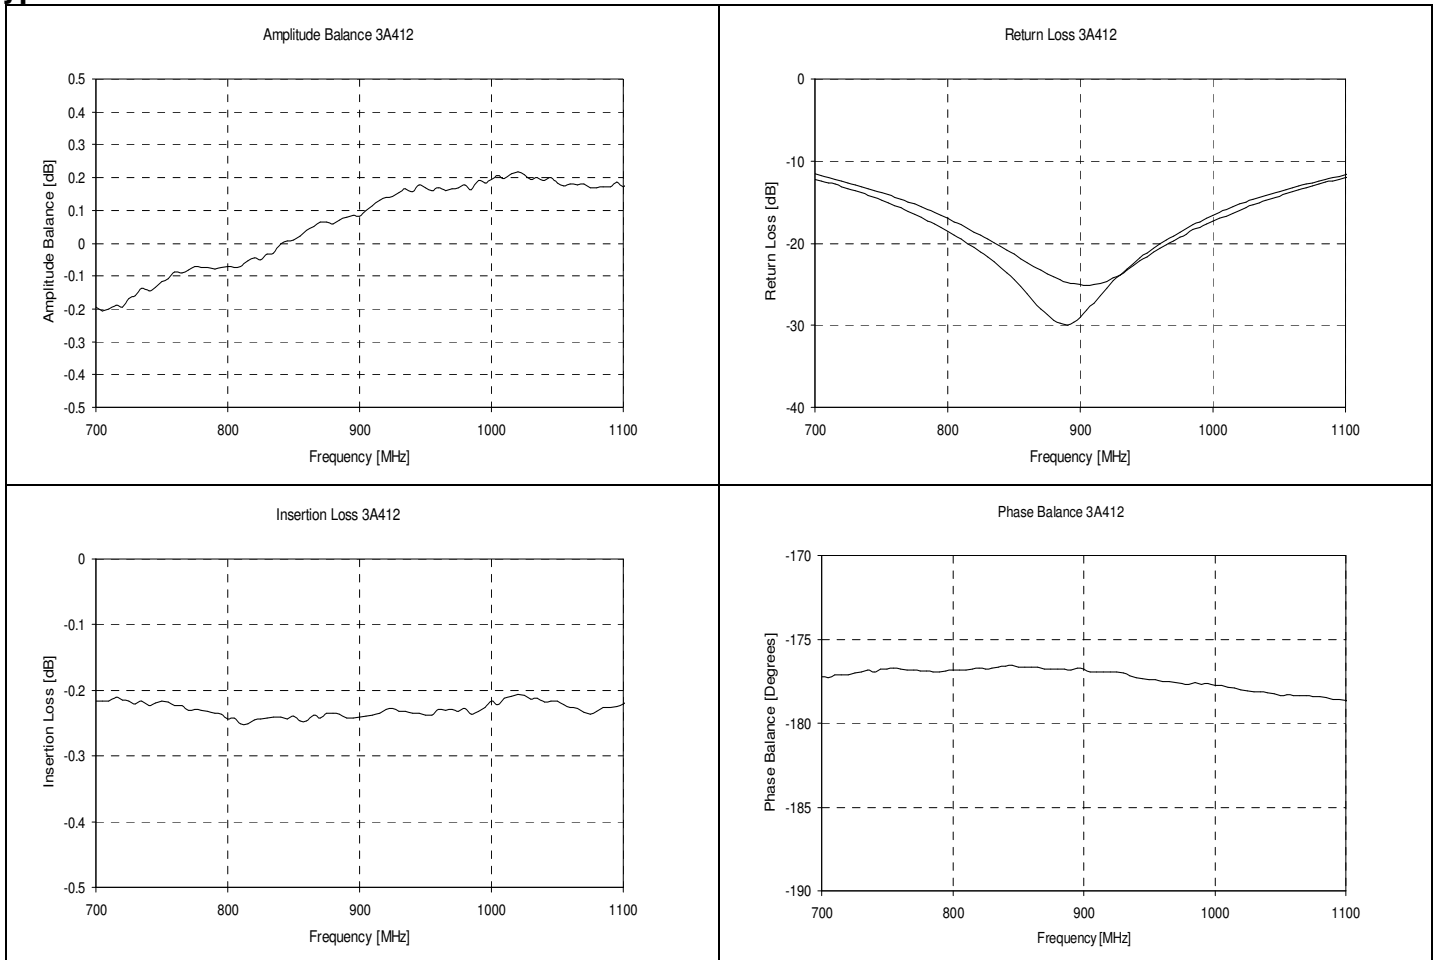 Amplitude Balance 3A412
0.5
0.4
0.3
0.2
0.1
0
-0.1
-0.2
-0.3
-0.4
-0.5
Amplitude Balance [dB]
700 800 900 1000 1100
Frequency [MHz]
Return Loss 3A412
0
-10
-20
-30
-40
Return Loss [dB]
700 800 900 1000 1100
Frequency [MHz]
Insertion Loss 3A412
0
-0.1
-0.2
-0.3
-0.4
-0.5
Insertion Loss [dB]
700 800 900 1000 1100
Frequency [MHz]
Phase Balance 3A412
-170
-175
-180
-185
-190
Phase Balance [Degrees]
700 800 900 1000 1100
Frequency [MHz]